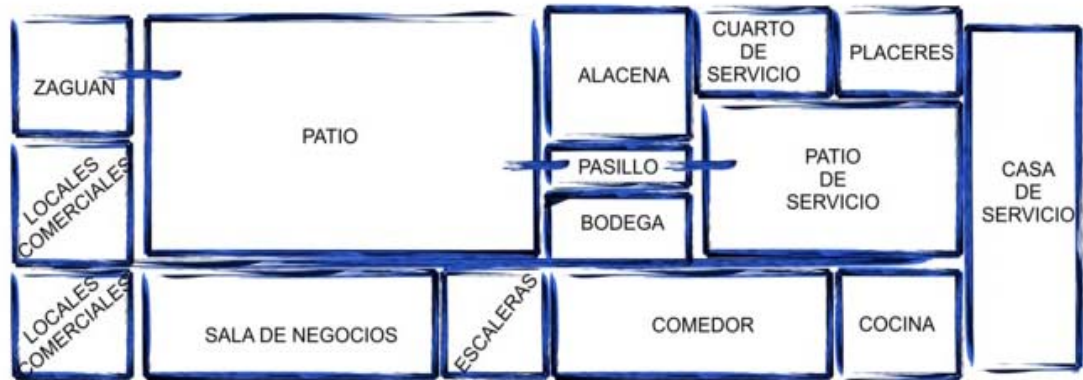 ZAGUAN
PATIO
ALACENA
CUARTO
DE
SERVICIO
PLACERES
LOCALES
COMERCIALES
PASILLO
BODEGA
PATIO
DE
SERVICIO
CASA
DE
SERVICIO
LOCALES
COMERCIALES
SALA DE NEGOCIOS
ESCALERAS
COMEDOR
COCINA